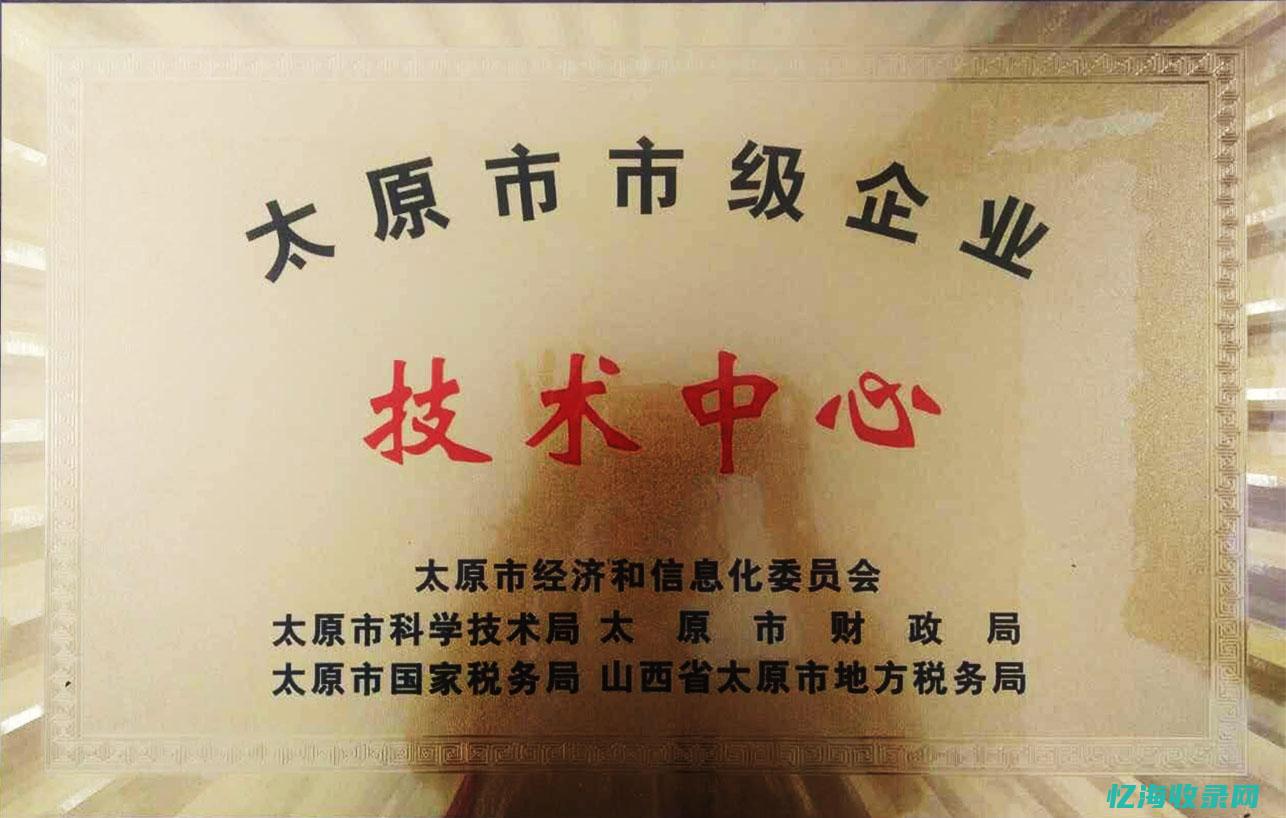 太原市市级企业
技术中心
太原市经济和信息化委员会
太原市科学技术局 太原市财政局
太原市国家税务局 山西省太原市地方税务局
忆海收录网